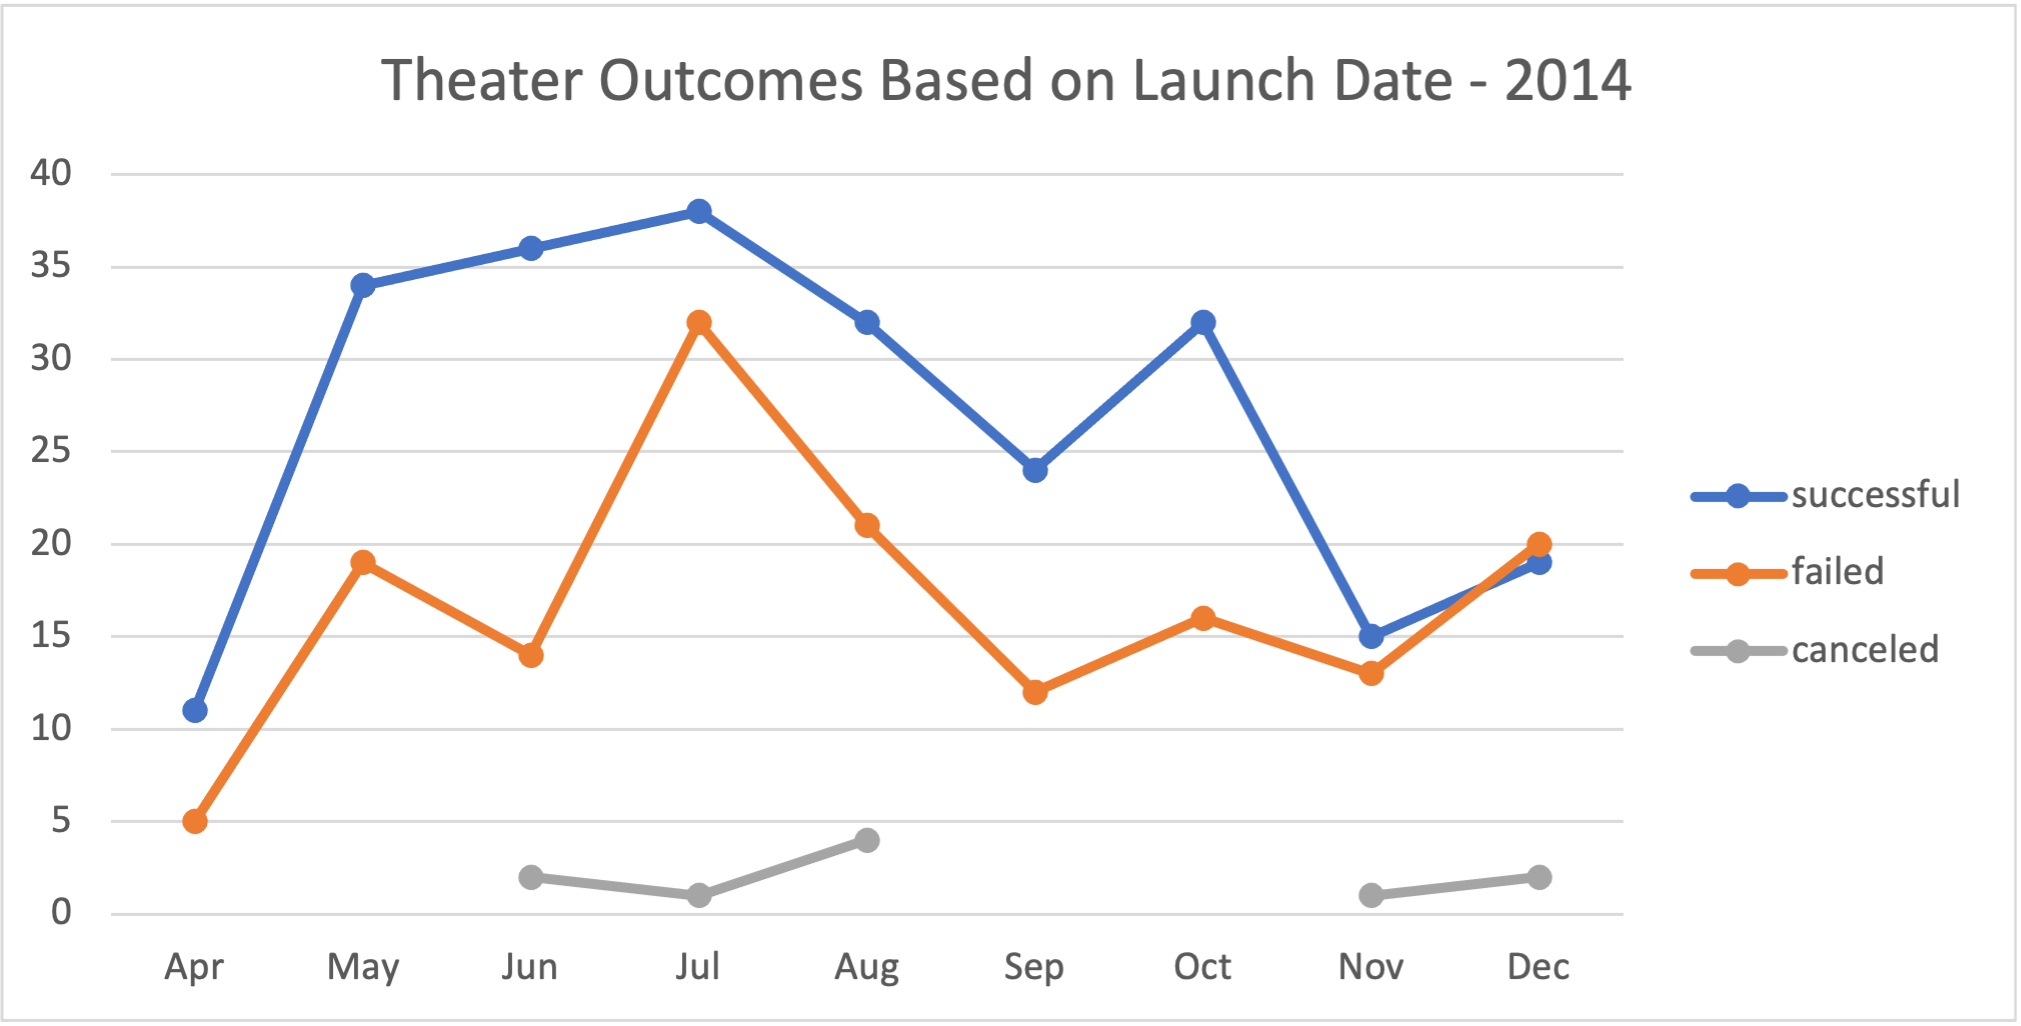 Theater Outcomes Based on Launch Date - 2014
40
35
30
25
20
15
10
5
0
Apr May Jun Jul Aug Sep Oct Nov Dec
successful
failed
canceled